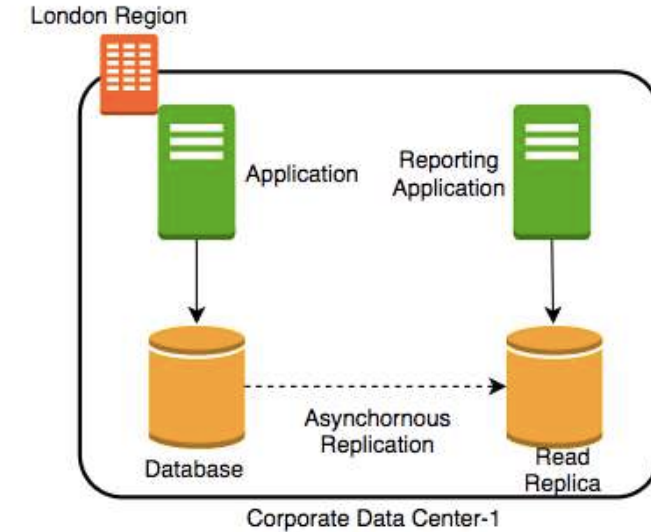 London Region
Application
Reporting
Application
Asynchornous
Replication
Database
Read
Replica
Corporate Data Center-1